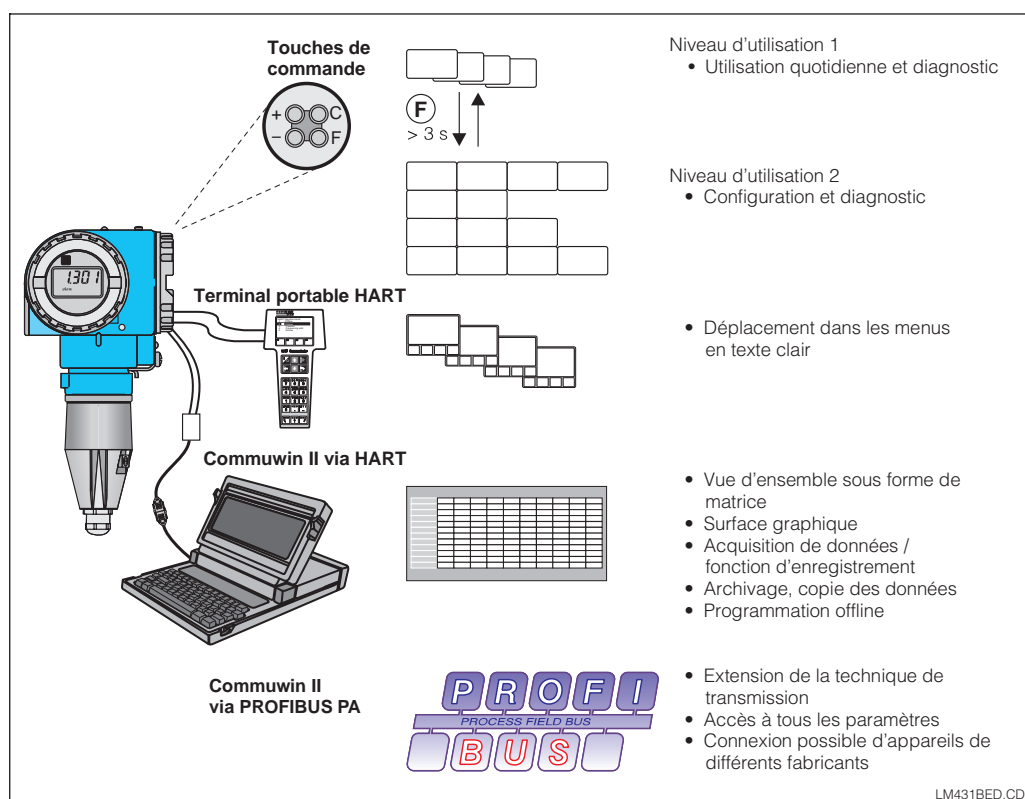 Touches de
commande
+ C
− F
F
> 3 s
Niveau d'utilisation 1
• Utilisation quotidienne et diagnostic
Niveau d'utilisation 2
• Configuration et diagnostic
1.301
Terminal portable HART
• Déplacement dans les menus
en texte clair
Commuwin II via HART
• Vue d'ensemble sous forme de
matrice
• Surface graphique
• Acquisition de données /
fonction d'enregistrement
• Archivage, copie des données
• Programmation offline
Commuwin II
via PROFIBUS PA
PROFI
PROCESS FIELD BUS
BUS
• Extension de la technique de
transmission
• Accès à tous les paramètres
• Connexion possible d'appareils de
différents fabricants
LM431BED.CD